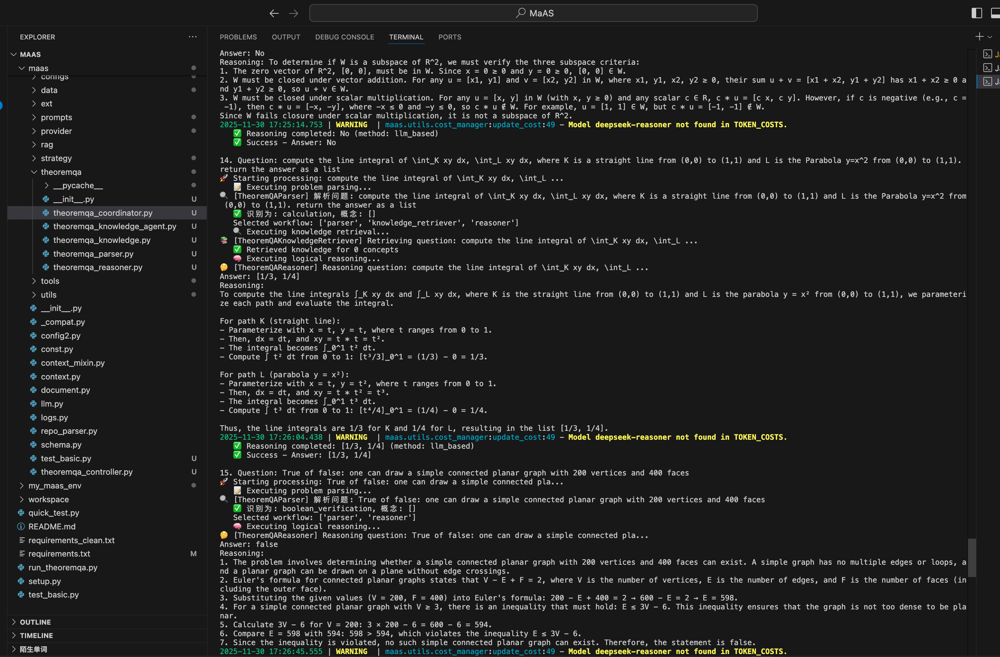 MaAS
EXPLORER
MAAS
maas
configs
data
ext
prompts
provider
rag
strategy
theoremqa
__pycache__
__init__.py U
theoremqa_coordinator.py U
theoremqa_knowledge_agent.py U
theoremqa_knowledge.py U
theoremqa_parser.py U
theoremqa_reasoner.py U
tools
utils
__init__.py
_compat.py
config2.py
const.py
context_mixin.py
context.py
document.py
llm.py
logs.py
repo_parser.py
schema.py
test_basic.py U
theoremqa_controller.py U
my_maas_env
workspace
quick_test.py
README.md
requirements_clean.txt
requirements.txt M
run_theoremqa.py
setup.py
test_basic.py
OUTLINE
TIMELINE
陌生单词
PROBLEMS OUTPUT DEBUG CONSOLE TERMINAL PORTS
Answer: No
Reasoning: To determine if W is a subspace of R^2, we must verify the three subspace criteria:
1. The zero vector of R^2, [0, 0], must be in W. Since x = 0 ≥ 0 and y = 0 ≥ 0, [0, 0] ∈ W.
2. W must be closed under vector addition. For any u = [x1, y1] and v = [x2, y2] in W, where x1, y1, x2, y2 ≥ 0, their sum u + v = [x1 + x2, y1 + y2] has x1 + x2 ≥ 0 a
nd y1 + y2 ≥ 0, so u + v ∈ W.
3. W must be closed under scalar multiplication. For any u = [x, y] in W (with x, y ≥ 0) and any scalar c ∈ R, c * u = [c x, c y]. However, if c is negative (e.g., c =
-1), then c * u = [-x, -y], where -x ≤ 0 and -y ≤ 0, so c * u ∉ W. For example, u = [1, 1] ∈ W, but c * u = [-1, -1] ∉ W.
Since W fails closure under scalar multiplication, it is not a subspace of R^2.
2025-11-30 17:25:14.753 | WARNING  | maas.utils.cost_manager:update_cost:49 - Model deepseek-reasoner not found in TOKEN_COSTS.
✅ Reasoning completed: No (method: llm_based)
✅ Success - Answer: No
14. Question: compute the line integral of \int_K xy dx, \int_L xy dx, where K is a straight line from (0,0) to (1,1) and L is the Parabola y=x^2 from (0,0) to (1,1).
return the answer as a list
🚀 Starting processing: compute the line integral of \int_K xy dx, \int_L ...
📝 Executing problem parsing...
🔍 [TheoremQAParser] 解析问题: compute the line integral of \int_K xy dx, \int_L xy dx, where K is a straight line from (0,0) to (1,1) and L is the Parabola y=x^2 from
(0,0) to (1,1). return the answer as a list
✅ 识别为: calculation, 概念: []
Selected workflow: ['parser', 'knowledge_retriever', 'reasoner']
🔍 Executing knowledge retrieval...
📚 [TheoremQAKnowledgeRetriever] Retrieving question: compute the line integral of \int_K xy dx, \int_L ...
✅ Retrieved knowledge for 0 concepts
🧠 Executing logical reasoning...
🤔 [TheoremQAReasoner] Reasoning question: compute the line integral of \int_K xy dx, \int_L ...
Answer: [1/3, 1/4]
Reasoning:
To compute the line integrals ∫_K xy dx and ∫_L xy dx, where K is the straight line from (0,0) to (1,1) and L is the parabola y = x² from (0,0) to (1,1), we parameteri
ze each path and evaluate the integral.
For path K (straight line):
- Parameterize with x = t, y = t, where t ranges from 0 to 1.
- Then, dx = dt, and xy = t * t = t².
- The integral becomes ∫_0^1 t² dt.
- Compute ∫ t² dt from 0 to 1: [t³/3]_0^1 = (1/3) - 0 = 1/3.
For path L (parabola y = x²):
- Parameterize with x = t, y = t², where t ranges from 0 to 1.
- Then, dx = dt, and xy = t * t² = t³.
- The integral becomes ∫_0^1 t³ dt.
- Compute ∫ t³ dt from 0 to 1: [t⁴/4]_0^1 = (1/4) - 0 = 1/4.
Thus, the line integrals are 1/3 for K and 1/4 for L, resulting in the list [1/3, 1/4].
2025-11-30 17:26:04.438 | WARNING  | maas.utils.cost_manager:update_cost:49 - Model deepseek-reasoner not found in TOKEN_COSTS.
✅ Reasoning completed: [1/3, 1/4] (method: llm_based)
✅ Success - Answer: [1/3, 1/4]
15. Question: True of false: one can draw a simple connected planar graph with 200 vertices and 400 faces
🚀 Starting processing: True of false: one can draw a simple connected pla...
📝 Executing problem parsing...
🔍 [TheoremQAParser] 解析问题: True of false: one can draw a simple connected planar graph with 200 vertices and 400 faces
✅ 识别为: boolean_verification, 概念: []
Selected workflow: ['parser', 'reasoner']
🧠 Executing logical reasoning...
🤔 [TheoremQAReasoner] Reasoning question: True of false: one can draw a simple connected pla...
Answer: false
Reasoning:
1. The problem involves determining whether a simple connected planar graph with 200 vertices and 400 faces can exist. A simple graph has no multiple edges or loops, a
nd a planar graph can be drawn on a plane without edge crossings.
2. Euler's formula for connected planar graphs states that V - E + F = 2, where V is the number of vertices, E is the number of edges, and F is the number of faces (in
cluding the outer face).
3. Substituting the given values (V = 200, F = 400) into Euler's formula: 200 - E + 400 = 2 → 600 - E = 2 → E = 598.
4. For a simple connected planar graph with V ≥ 3, there is an inequality that must hold: E ≤ 3V - 6. This inequality ensures that the graph is not too dense to be pla
nar.
5. Calculate 3V - 6 for V = 200: 3 × 200 - 6 = 600 - 6 = 594.
6. Compare E = 598 with 594: 598 > 594, which violates the inequality E ≤ 3V - 6.
7. Since the inequality is violated, no such simple connected planar graph can exist. Therefore, the statement is false.
2025-11-30 17:26:45.555 | WARNING  | maas.utils.cost_manager:update_cost:49 - Model deepseek-reasoner not found in TOKEN_COSTS.